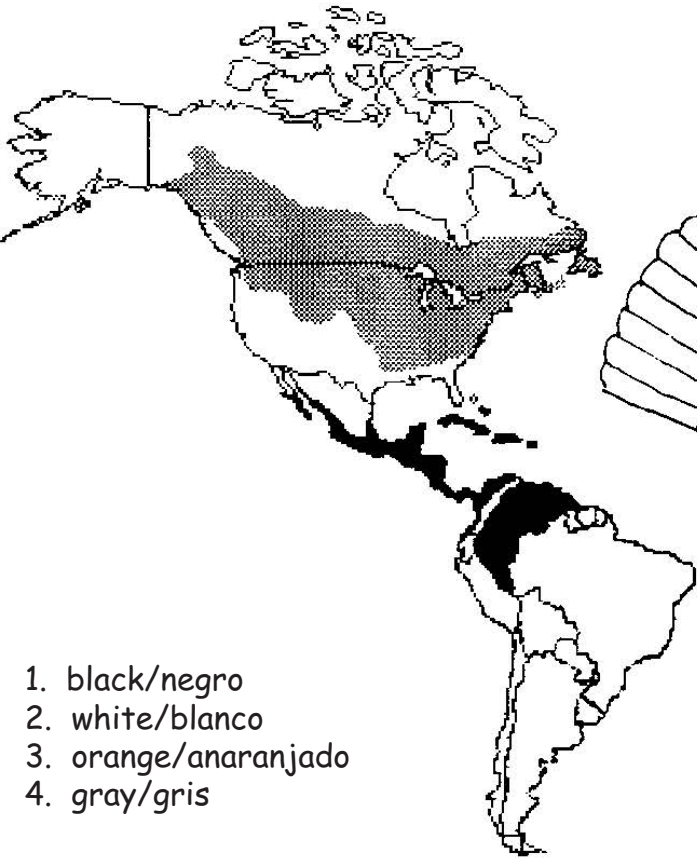 1. black/negro
2. white/blanco
3. orange/anaranjado
4. gray/gris